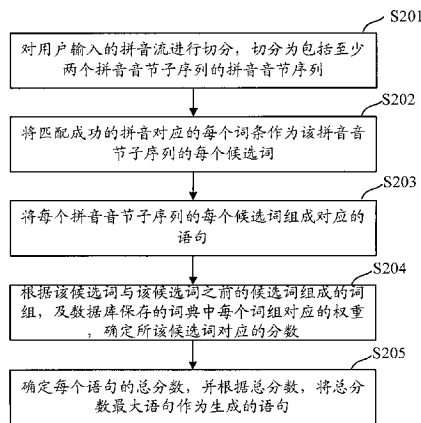 S201
对用户输入的拼音流进行切分，切分为包括至少
两个拼音音节子序列的拼音音节序列
S202
将匹配成功的拼音对应的每个词条作为该拼音音
节子序列的每个候选词
S203
将每个拼音音节子序列的每个候选词组成对应的
语句
S204
根据该候选词与该候选词之前的候选词组成的词
组，及数据库保存的词典中每个词组对应的权重
，确定所该候选词对应的分数
S205
确定每个语句的总分数，并根据总分数，将总分
数最大语句作为生成的语句